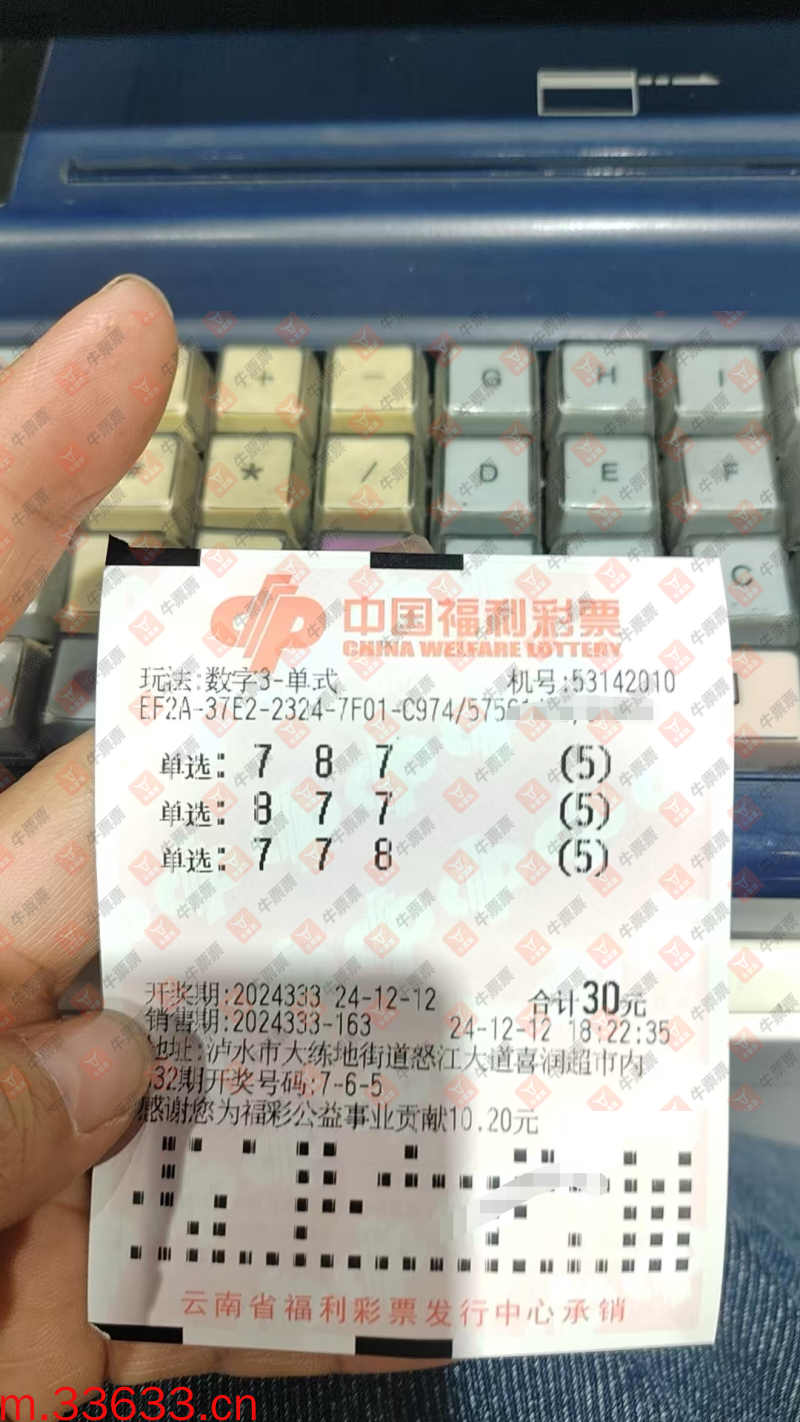 +
-
G
H
I
*
/
D
E
F
C
中国福利彩票
CHINA WELFARE LOTTERY
玩法:数字3-单式 机号:53142010
EF2A-37E2-2324-7F01-C974/5756
单选: 7 8 7 (5)
单选: 8 7 7 (5)
单选: 7 7 8 (5)
开奖期:2024333 24-12-12 合计30元
销售期:2024333-163 24-12-12 18:22:35
地址:泸水市大练地街道怒江大道喜润超市内
32期开奖号码:7-6-5
感谢您为福彩公益事业贡献10.20元
云南省福利彩票发行中心承销
牛票票
m.33633.cn